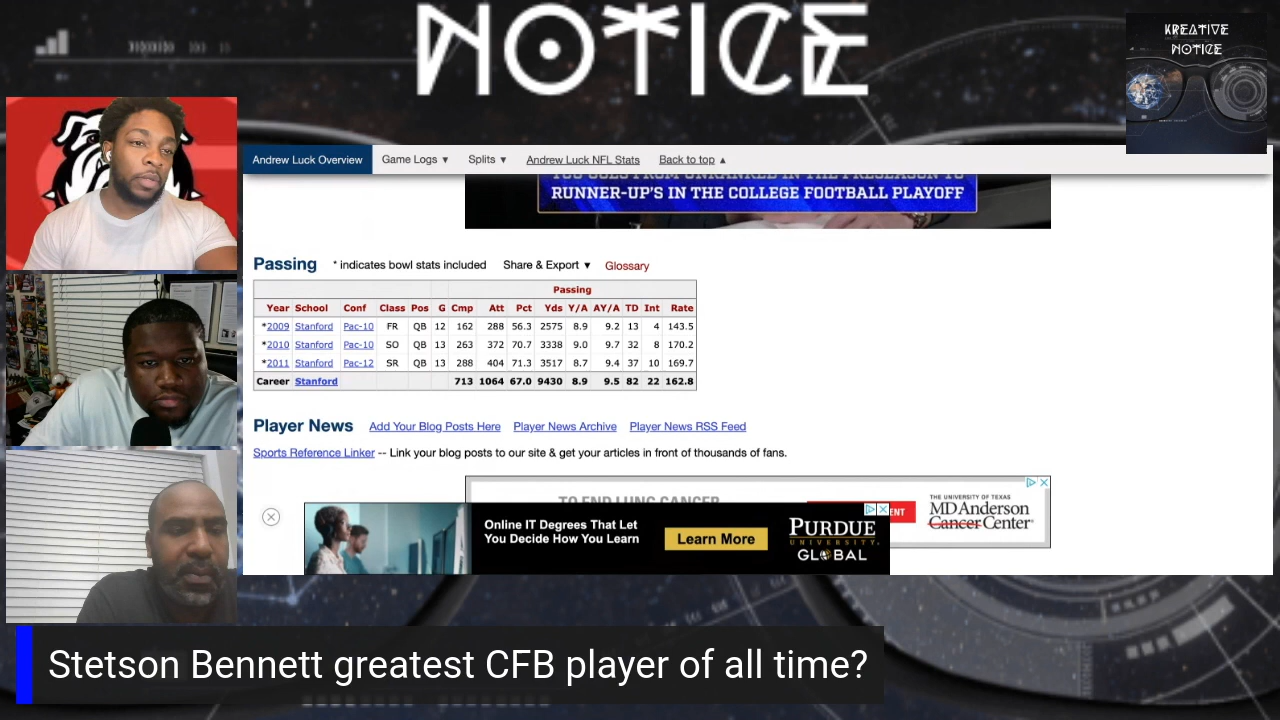 NOTICE
KREATIVE
NOTICE
Andrew Luck Overview Game Logs ▼ Splits ▼ Andrew Luck NFL Stats Back to top ▲
RUNNER-UP'S IN THE COLLEGE FOOTBALL PLAYOFF
Passing * indicates bowl stats included Share & Export ▼ Glossary
Passing
Year School Conf Class Pos G Cmp Att Pct Yds Y/A AY/A TD Int Rate
*2009 Stanford Pac-10 FR QB 12 162 288 56.3 2575 8.9 9.2 13 4 143.5
*2010 Stanford Pac-10 SO QB 13 263 372 70.7 3338 9.0 9.7 32 8 170.2
*2011 Stanford Pac-12 SR QB 13 288 404 71.3 3517 8.7 9.4 37 10 169.7
Career Stanford 713 1064 67.0 9430 8.9 9.5 82 22 162.8
Player News Add Your Blog Posts Here Player News Archive Player News RSS Feed
Sports Reference Linker -- Link your blog posts to our site & get your articles in front of thousands of fans.
TO END LUNG CANCER
THE UNIVERSITY OF TEXAS
MD Anderson
Cancer Center®
Online IT Degrees That Let
You Decide How You Learn
Learn More
PURDUE
UNIVERSITY
GLOBAL
Stetson Bennett greatest CFB player of all time?